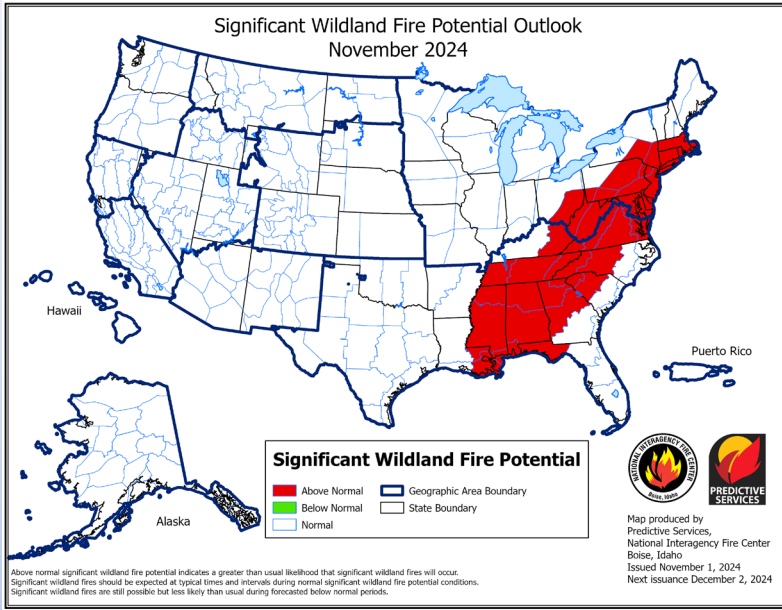 Significant Wildland Fire Potential Outlook
November 2024
Hawaii
Puerto Rico
Alaska
Significant Wildland Fire Potential
Above Normal
Geographic Area Boundary
Below Normal
State Boundary
Normal
NATIONAL INTERAGENCY FIRE CENTER
Boise, Idaho
PREDICTIVE
SERVICES
Map produced by
Predictive Services,
National Interagency Fire Center
Boise, Idaho
Issued November 1, 2024
Next issuance December 2, 2024
Above normal significant wildland fire potential indicates a greater than usual likelihood that significant wildland fires will occur.
Significant wildland fires should be expected at typical times and intervals during normal significant wildland fire potential conditions.
Significant wildland fires are still possible but less likely than usual during forecasted below normal periods.